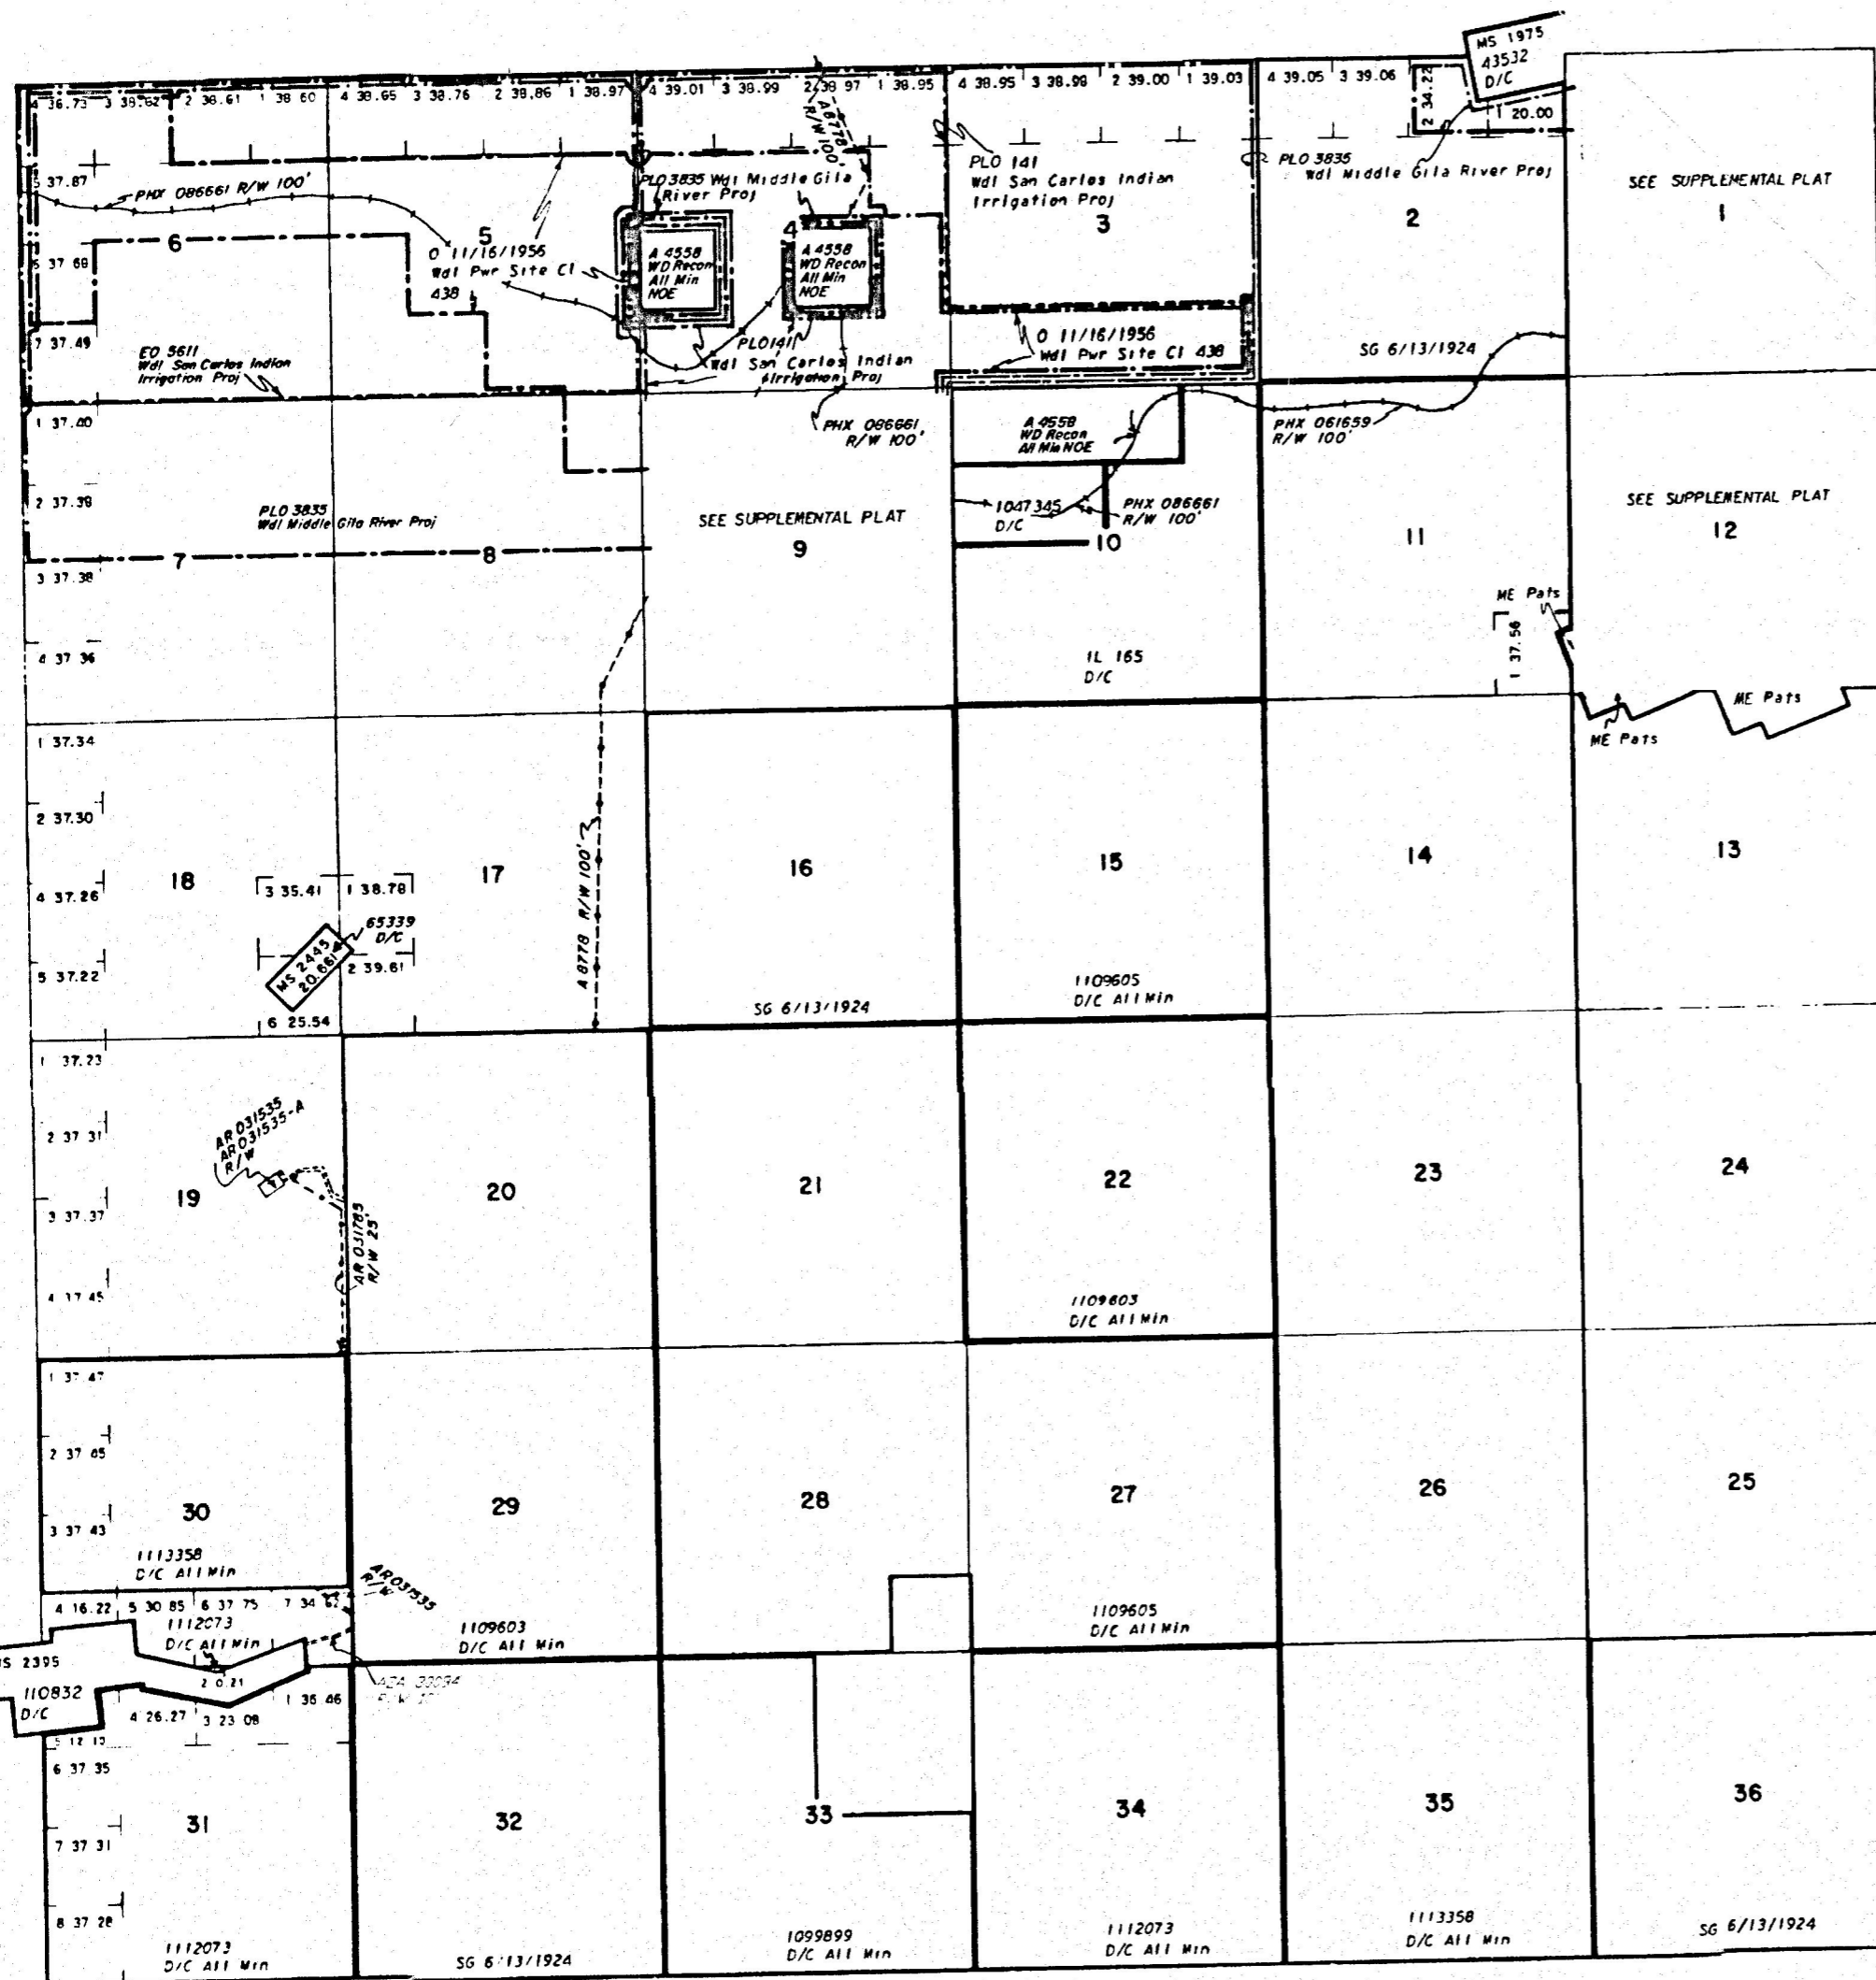 MS 1975
43532
D/C
4 36.73 3 38.62 2 38.61 1 38 60 4 38.65 3 38.76 2 38.86 1 38.97 4 39.01 3 38.99 2 38 97 1 38.95 4 38.95 3 38.98 2 39.00 1 39.03 4 39.05 3 39.06
2 34.22
1 20.00
A 8778
R/W 100'
5 37.87
PHX 086661 R/W 100'
6
37 68
7 37.49
5
O 11/16/1956
Wdl Pwr Site Cl
438
PLO 3835 Wdl Middle Gila
River Proj
4
A 4558
WD Recon
All Min
NOE
A 4558
WD Recon
All Min
NOE
PLO 141
Wdl San Carlos Indian
Irrigation Proj
PLO 141
Wdl San Carlos Indian
Irrigation Proj
3
O 11/16/1956
Wdl Pwr Site Cl 438
PLO 3835
Wdl Middle Gila River Proj
2
SG 6/13/1924
SEE SUPPLEMENTAL PLAT
1
EO 5611
Wdl San Carlos Indian
Irrigation Proj
1 37.40
2 37.38
PLO 3835
Wdl Middle Gila River Proj
7
8
3 37.38
4 37 36
PHX 086661
R/W 100'
SEE SUPPLEMENTAL PLAT
9
A 4558
WD Recon
All Min NOE
1047345
D/C
PHX 086661
R/W 100'
10
1L 165
D/C
PHX 061659
R/W 100'
11
ME Pats
1 37.56
SEE SUPPLEMENTAL PLAT
12
ME Pats
ME Pats
1 37.34
2 37.30
4 37.26
5 37.22
18
3 35.41
1 38.78
65339
D/C
MS 2445
20.661
2 39.61
6 25.54
17
A 8778 R/W 100'
16
SG 6/13/1924
15
1109605
D/C All Min
14
13
1 37.23
2 37 31
3 37.37
4 37 45
AR 031535
AR 031535-A
R/W
19
AR 031785
R/W 25'
20
21
22
1109603
D/C All Min
23
24
1 37.47
2 37 05
3 37 43
30
1113358
D/C All Min
4 16.22 5 30 85 6 37 75 7 34 62
1112073
D/C All Min
AR 031535
R/W
29
1109603
D/C All Min
28
27
1109605
D/C All Min
26
25
MS 2395
110832
D/C
2 0.21
1 36 46
4 26.27 3 23 08
6 37 35
7 37 31
8 37 28
31
1112073
D/C All Min
32
SG 6/13/1924
33
1099899
D/C All Min
34
1112073
D/C All Min
35
1113358
D/C All Min
36
SG 6/13/1924